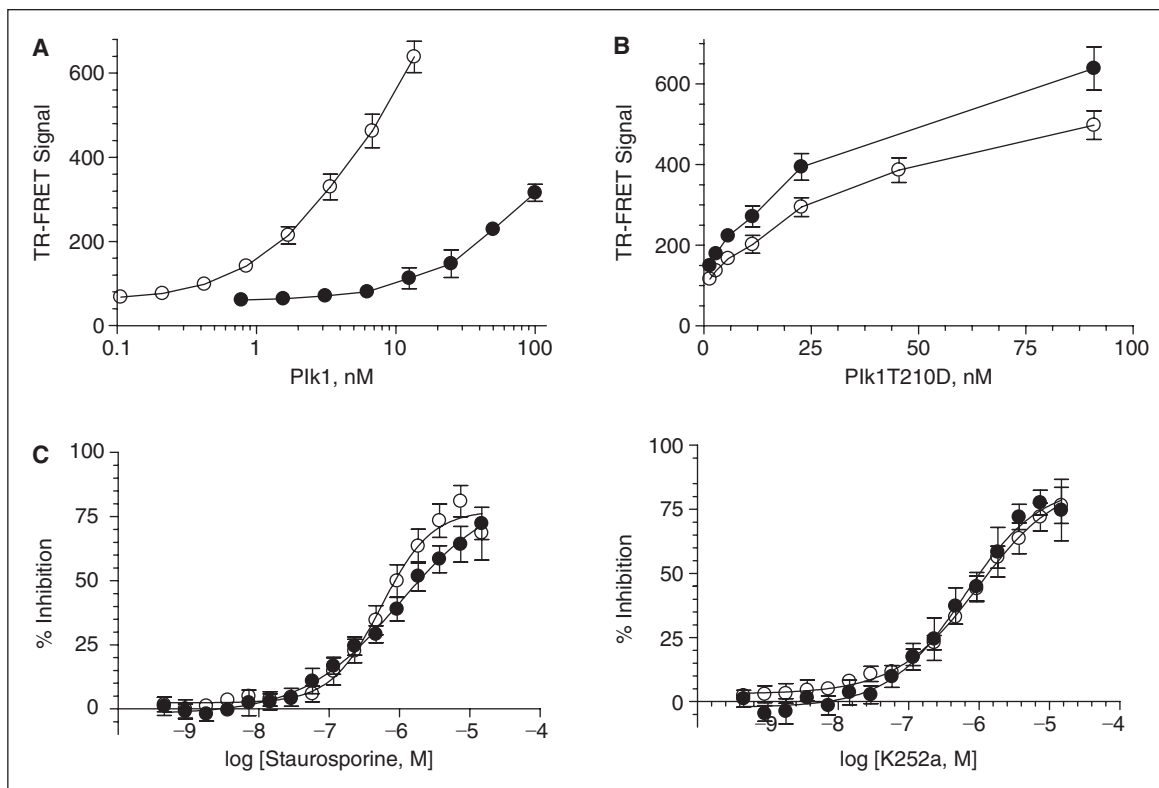 A
TR-FRET Signal
600
400
200
0
0.1 1 10 100
Plk1, nM
B
TR-FRET Signal
600
400
200
0
0 25 50 75 100
Plk1T210D, nM
C
% Inhibition
100
75
50
25
0
−9 −8 −7 −6 −5 −4
log [Staurosporine, M]
% Inhibition
100
75
50
25
0
−9 −8 −7 −6 −5 −4
log [K252a, M]